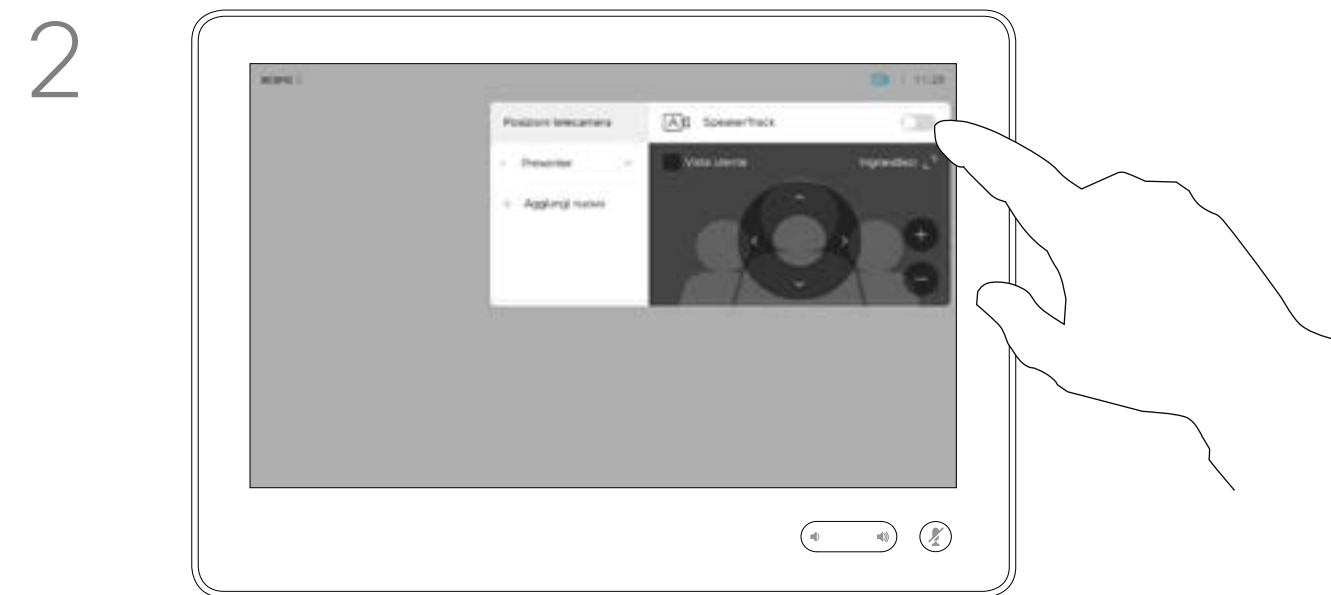 2
11:28
Posizioni telecamera
SpeakerTrack
Presenter
Vista utente
Ingrandisci
+ Aggiungi nuovo